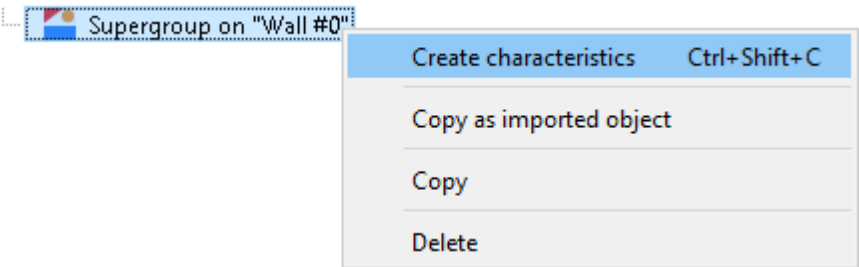 Supergroup on "Wall #0"
Create characteristics Ctrl+Shift+C
Copy as imported object
Copy
Delete